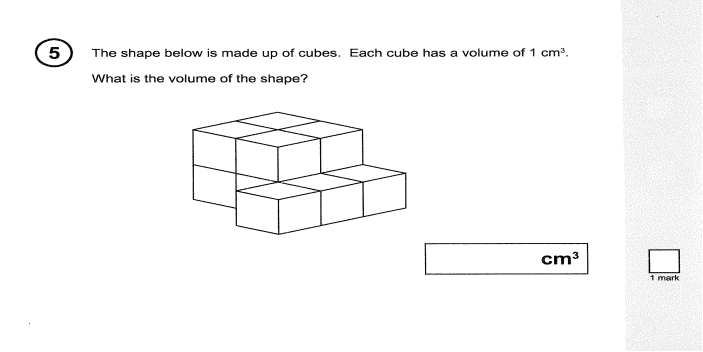 5 The shape below is made up of cubes. Each cube has a volume of 1 cm³.
What is the volume of the shape?
cm³
1 mark